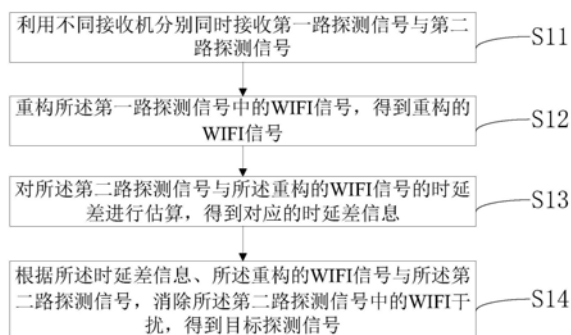 利用不同接收机分别同时接收第一路探测信号与第二
路探测信号
S11
重构所述第一路探测信号中的WIFI信号，得到重构的
WIFI信号
S12
对所述第二路探测信号与所述重构的WIFI信号的时延
差进行估算，得到对应的时延差信息
S13
根据所述时延差信息、所述重构的WIFI信号与所述第
二路探测信号，消除所述第二路探测信号中的WIFI干
扰，得到目标探测信号
S14